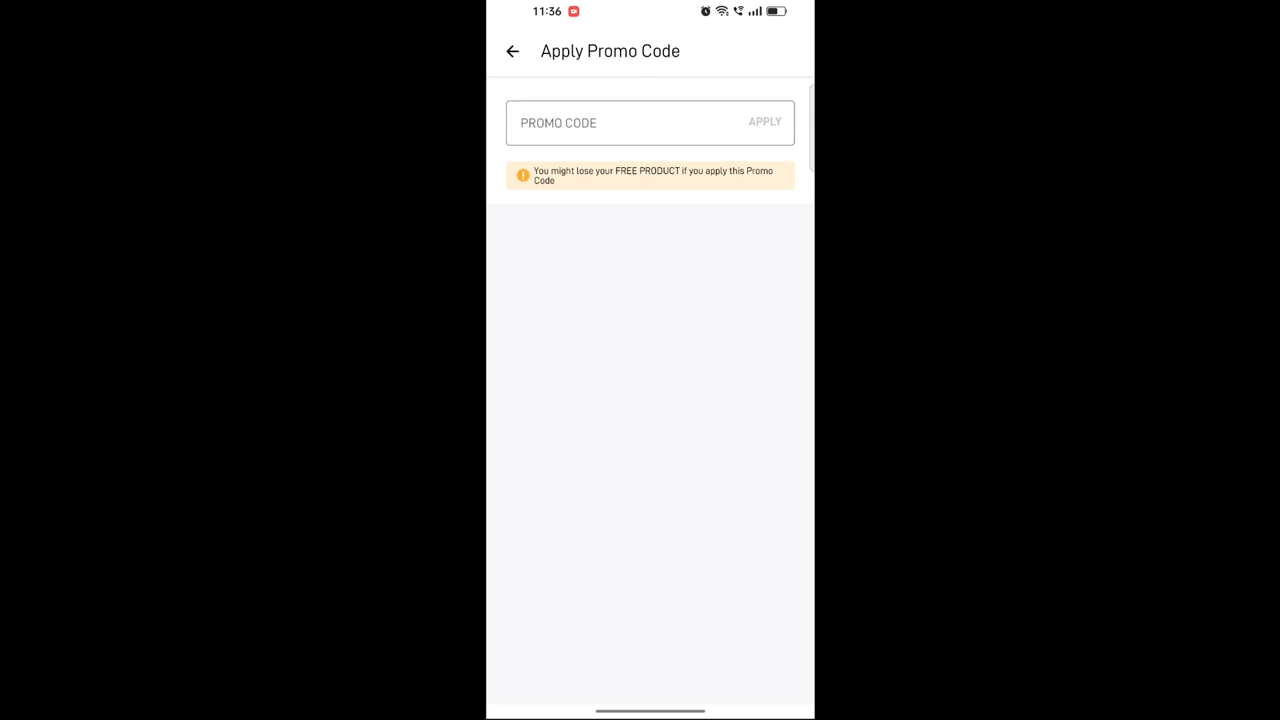 11:36
Apply Promo Code
PROMO CODE
APPLY
You might lose your FREE PRODUCT if you apply this Promo
Code